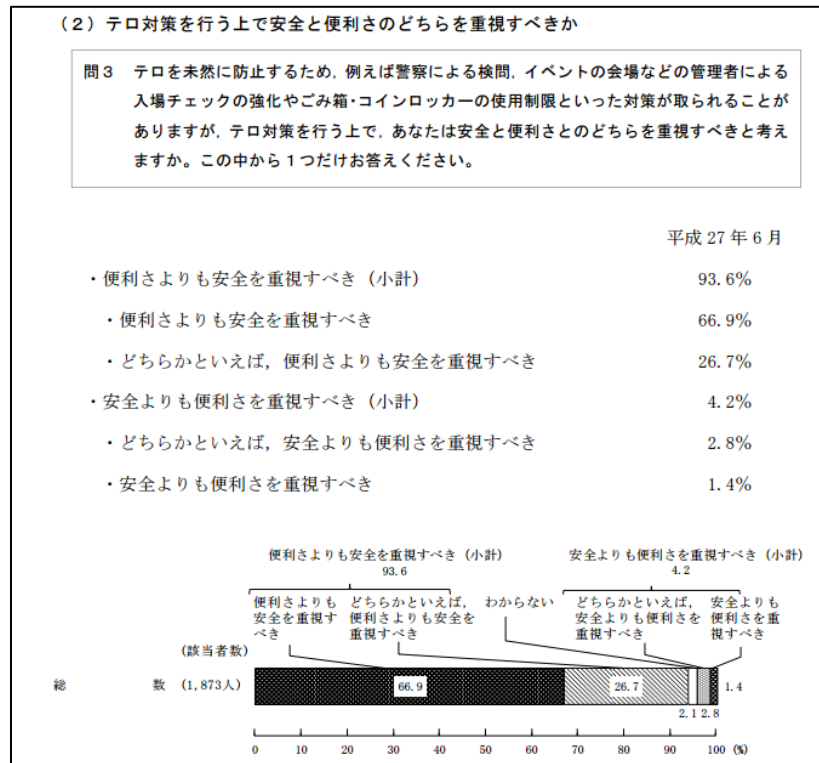 （２）テロ対策を行う上で安全と便利さのどちらを重視すべきか
問３　テロを未然に防止するため，例えば警察による検問，イベントの会場などの管理者による
入場チェックの強化やごみ箱・コインロッカーの使用制限といった対策が取られることが
ありますが，テロ対策を行う上で，あなたは安全と便利さとのどちらを重視すべきと考え
ますか。この中から１つだけお答えください。
平成 27 年 6 月
・便利さよりも安全を重視すべき（小計）　93.6%
・便利さよりも安全を重視すべき　66.9%
・どちらかといえば，便利さよりも安全を重視すべき　26.7%
・安全よりも便利さを重視すべき（小計）　4.2%
・どちらかといえば，安全よりも便利さを重視すべき　2.8%
・安全よりも便利さを重視すべき　1.4%
便利さよりも安全を重視すべき（小計）
93.6
安全よりも便利さを重視すべき（小計）
4.2
便利さよりも
安全を重視す
べき
どちらかといえば，
便利さよりも安全を
重視すべき
わからない
どちらかといえば，
安全よりも便利さを
重視すべき
安全よりも
便利さを重
視すべき
(該当者数)
総　数　(1,873人)　66.9　26.7　1.4
2.1　2.8
0　10　20　30　40　50　60　70　80　90　100 (%)